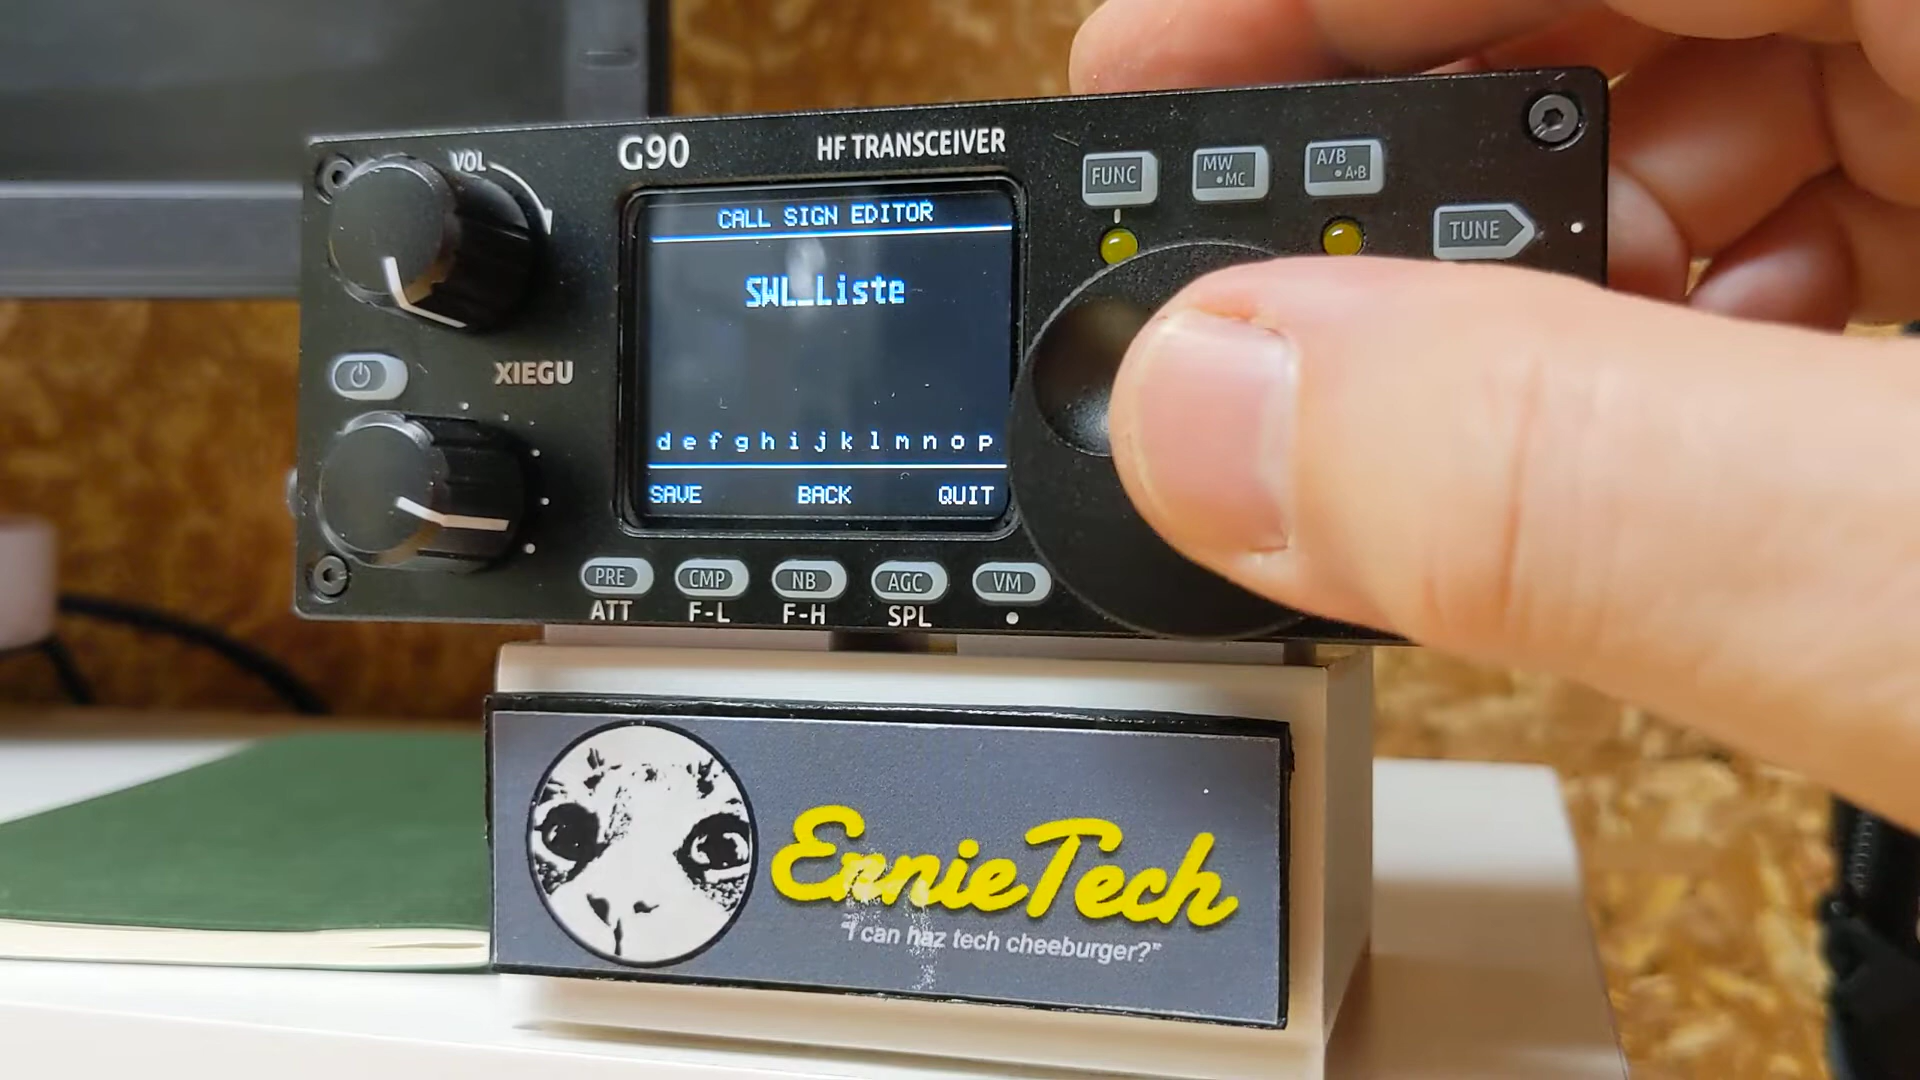 VOL
G90
HF TRANSCEIVER
FUNC
MW
•MC
A/B
•A›B
TUNE
CALL SIGN EDITOR
SWL_Liste
XIEGU
d e f g h i j k l m n o p
SAVE BACK QUIT
PRE CMP NB AGC VM
ATT F-L F-H SPL
ErnieTech
"I can haz tech cheeburger?"